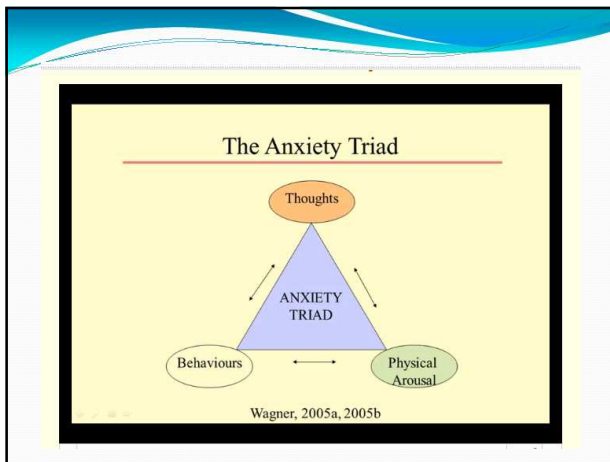 The Anxiety Triad
Thoughts
ANXIETY
TRIAD
Behaviours
Physical
Arousal
Wagner, 2005a, 2005b